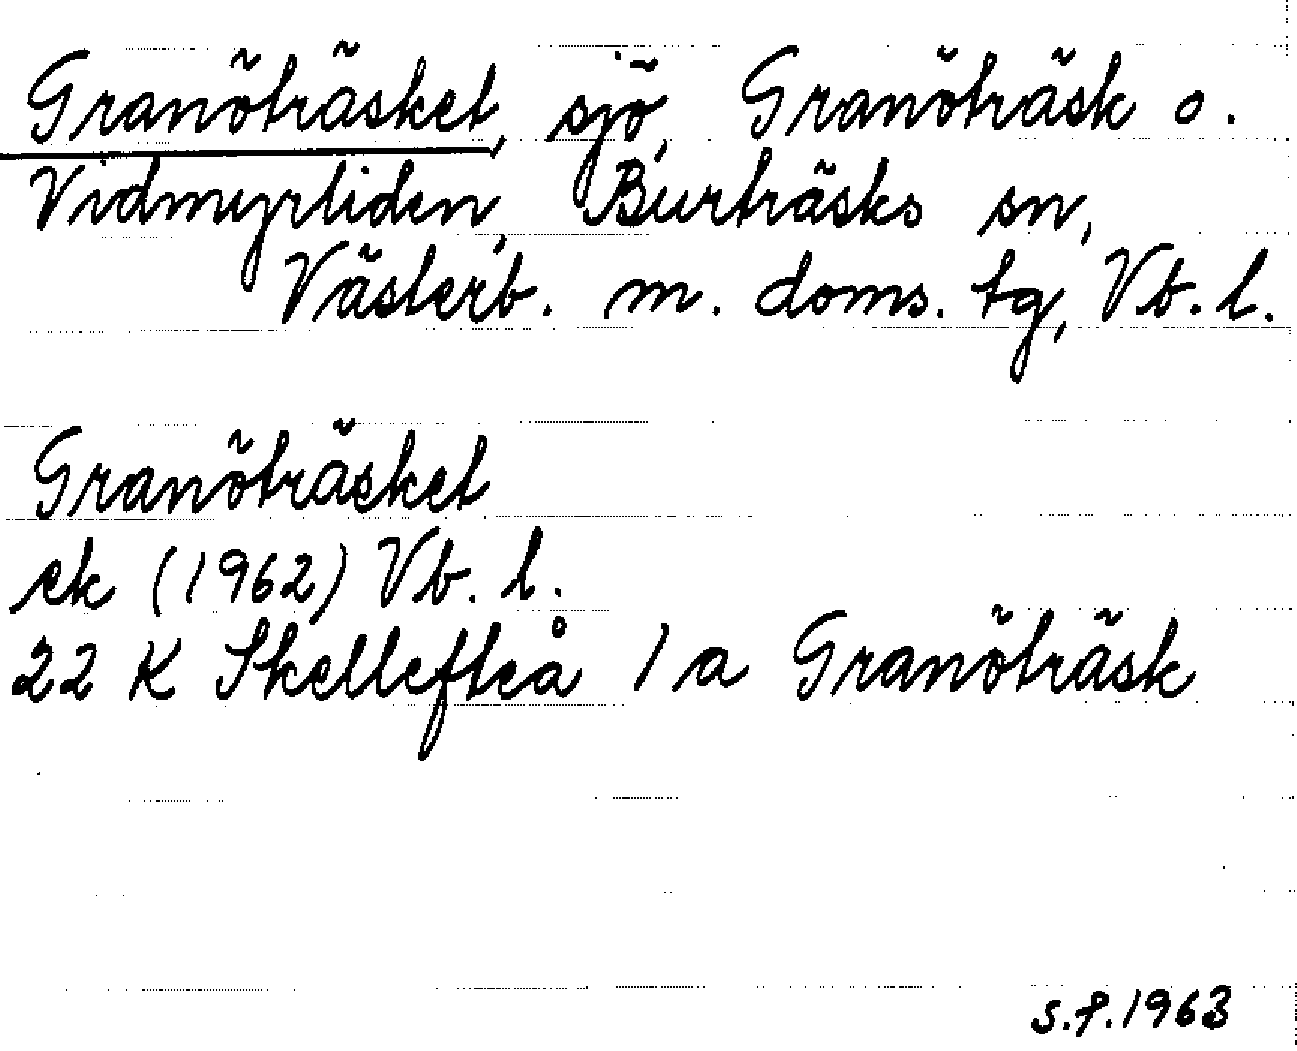 Granöträsket, sjö, Granöträsk o.
Vidmyrliden, Burträsks sn,
Västerb. m. doms. tg, Vb. l.
Granöträsket
ek (1962) Vb. l.
22 K Skellefteå 1 a Granöträsk
s.f. 1963